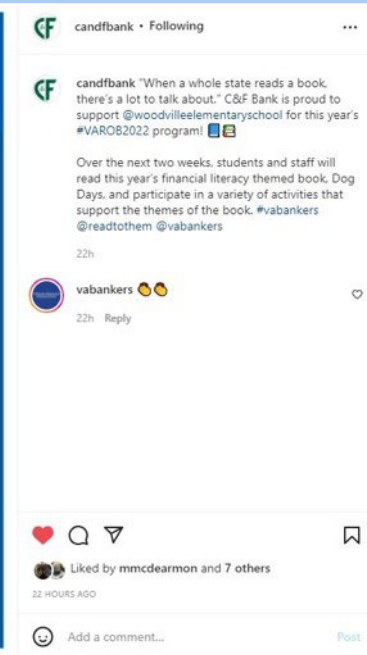 CF candfbank • Following
CF candfbank "When a whole state reads a book,
there's a lot to talk about." C&F Bank is proud to
support @woodvilleelementaryschool for this year's
#VAROB2022 program! 📘📚
Over the next two weeks, students and staff will
read this year's financial literacy themed book, Dog
Days, and participate in a variety of activities that
support the themes of the book. #vabankers
@readtothem @vabankers
22h
vabankers 👏👏
22h Reply
Liked by mmcdearmon and 7 others
22 HOURS AGO
Add a comment... Post